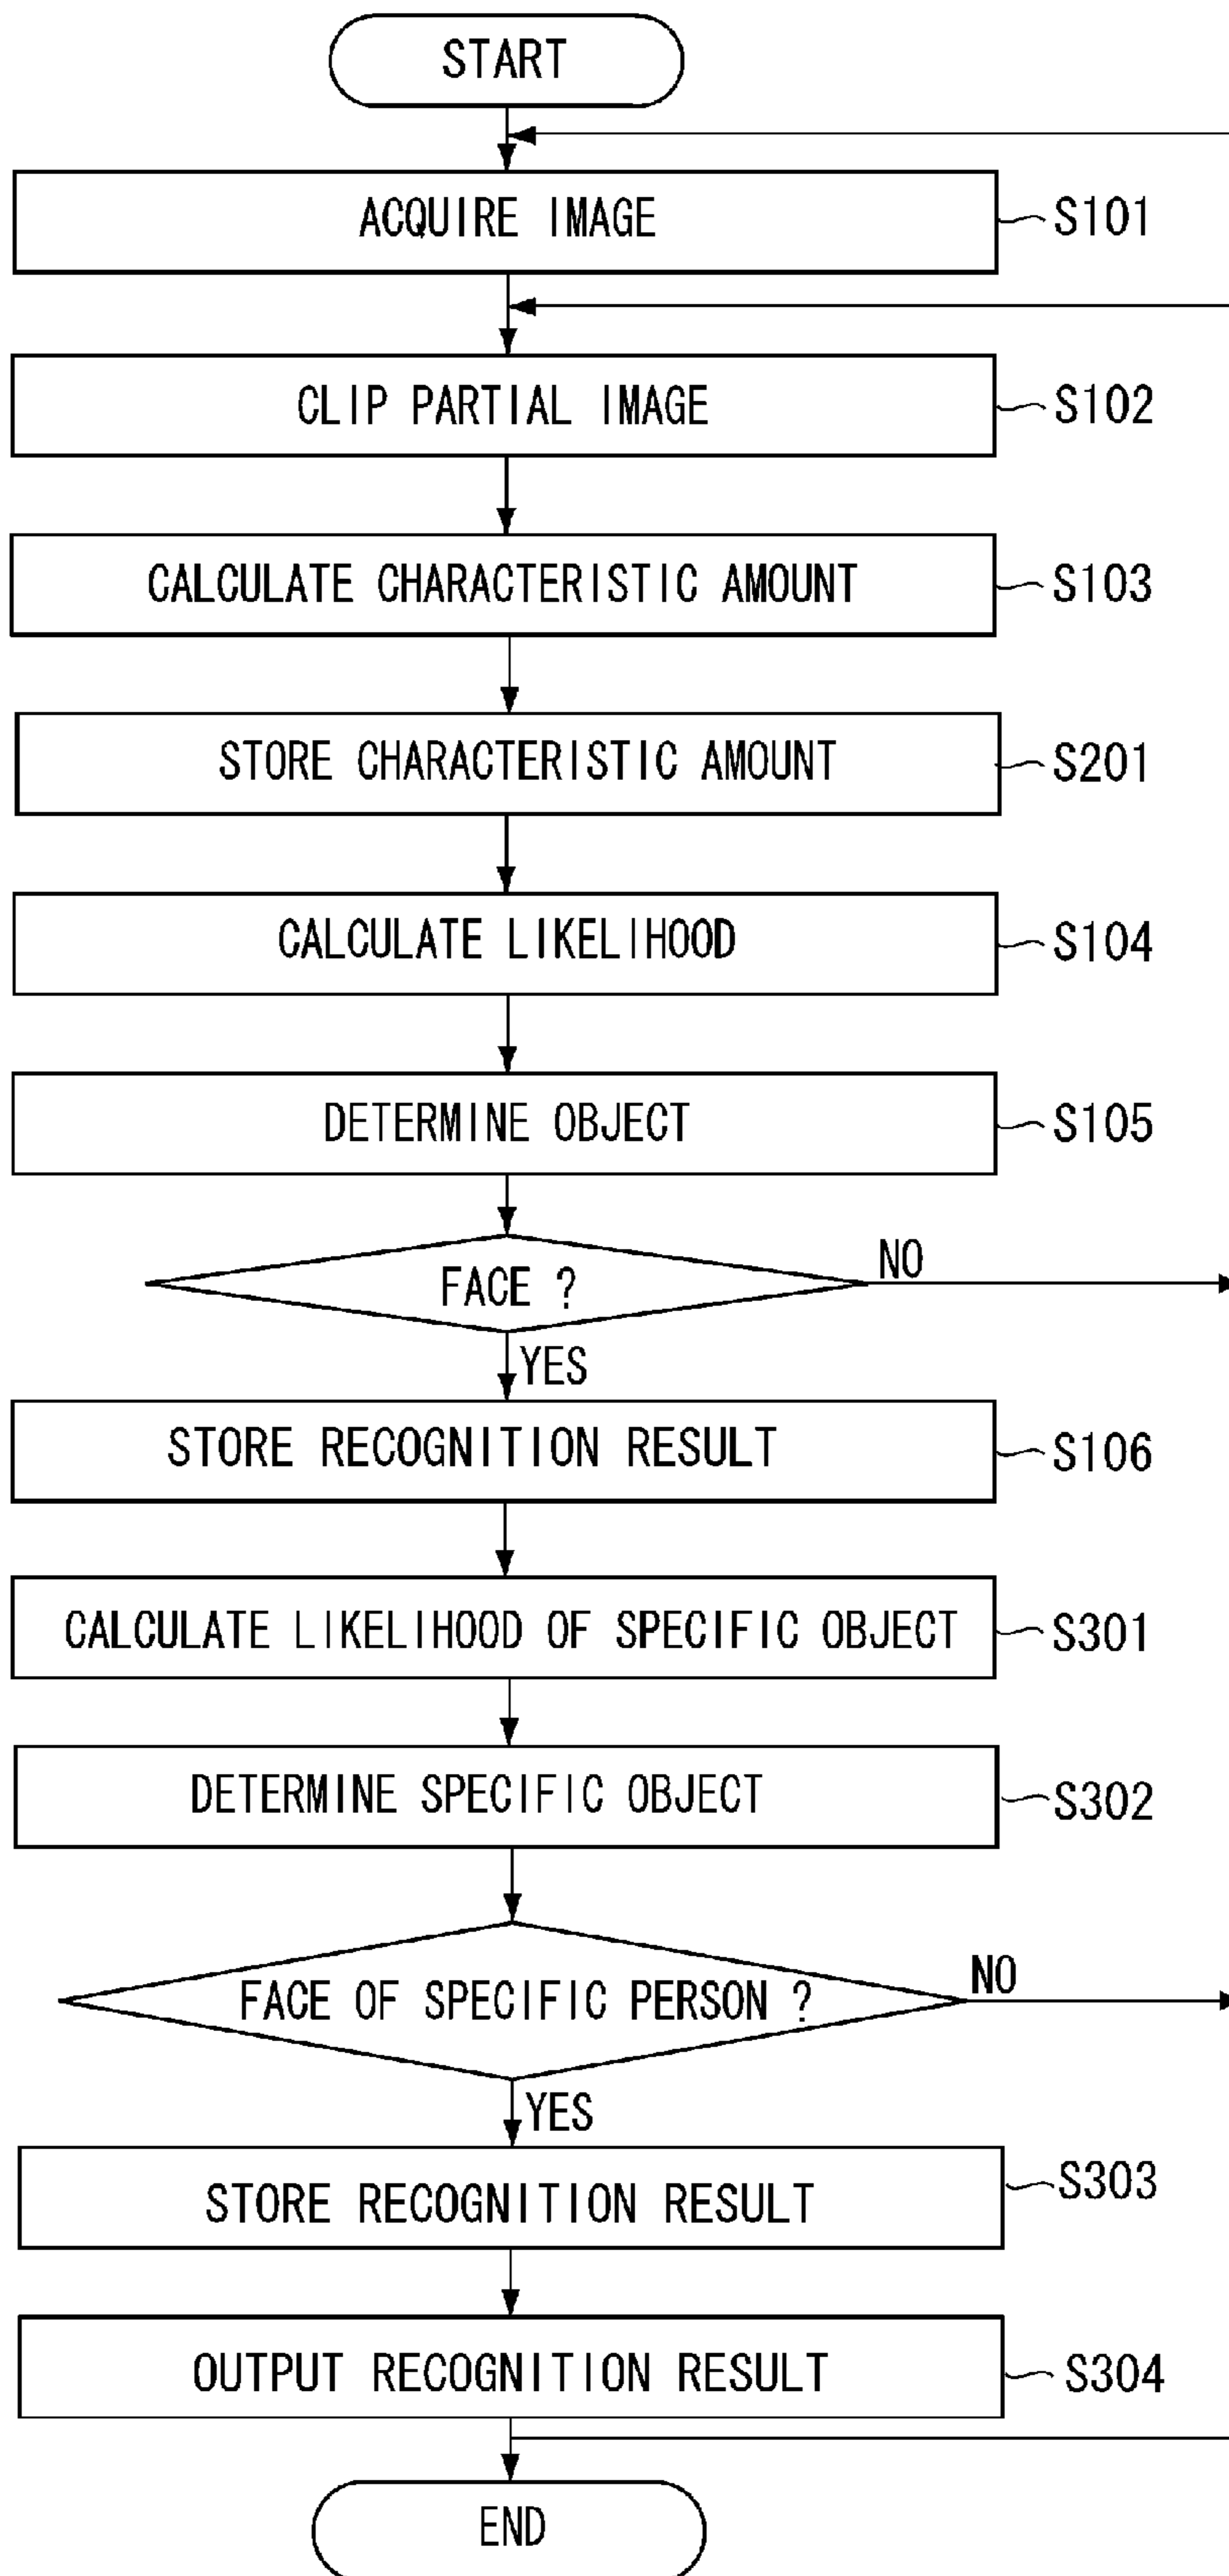 START
ACQUIRE IMAGE S101
CLIP PARTIAL IMAGE S102
CALCULATE CHARACTERISTIC AMOUNT S103
STORE CHARACTERISTIC AMOUNT S201
CALCULATE LIKELIHOOD S104
DETERMINE OBJECT S105
FACE ? NO
YES
STORE RECOGNITION RESULT S106
CALCULATE LIKELIHOOD OF SPECIFIC OBJECT S301
DETERMINE SPECIFIC OBJECT S302
FACE OF SPECIFIC PERSON ? NO
YES
STORE RECOGNITION RESULT S303
OUTPUT RECOGNITION RESULT S304
END